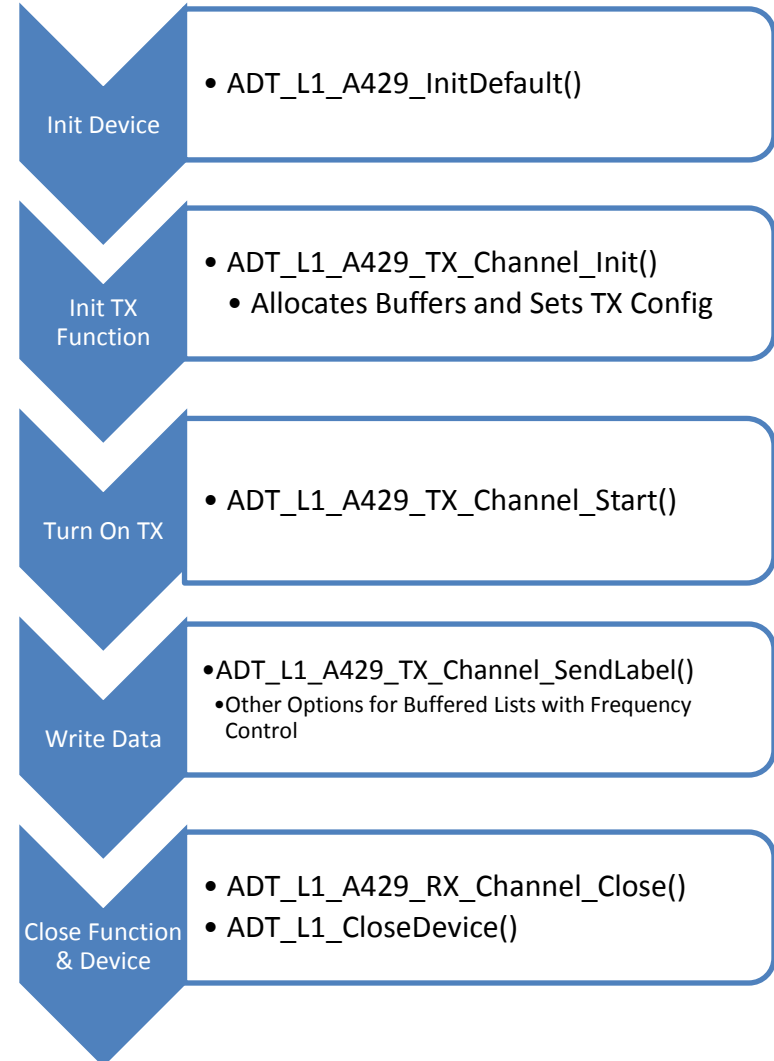 Init Device
• ADT_L1_A429_InitDefault()
Init TX
Function
• ADT_L1_A429_TX_Channel_Init()
• Allocates Buffers and Sets TX Config
Turn On TX
• ADT_L1_A429_TX_Channel_Start()
Write Data
•ADT_L1_A429_TX_Channel_SendLabel()
•Other Options for Buffered Lists with Frequency
Control
Close Function
& Device
• ADT_L1_A429_RX_Channel_Close()
• ADT_L1_CloseDevice()